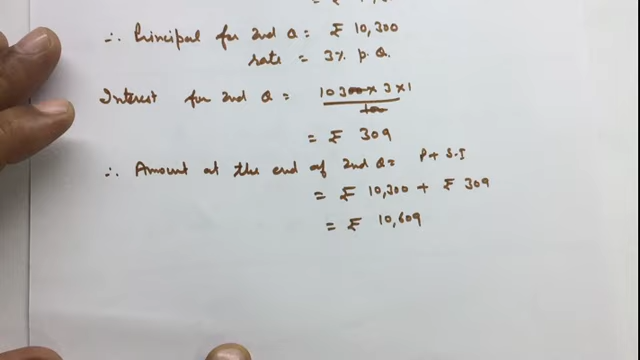 ∴ Principal for 2nd Q = ₹ 10,300
rate = 3% p. Q.
Interest for 2nd Q = 10300 × 3 × 1
100
= ₹ 309
∴ Amount at the end of 2nd Q = P + S.I
= ₹ 10,300 + ₹ 309
= ₹ 10,609